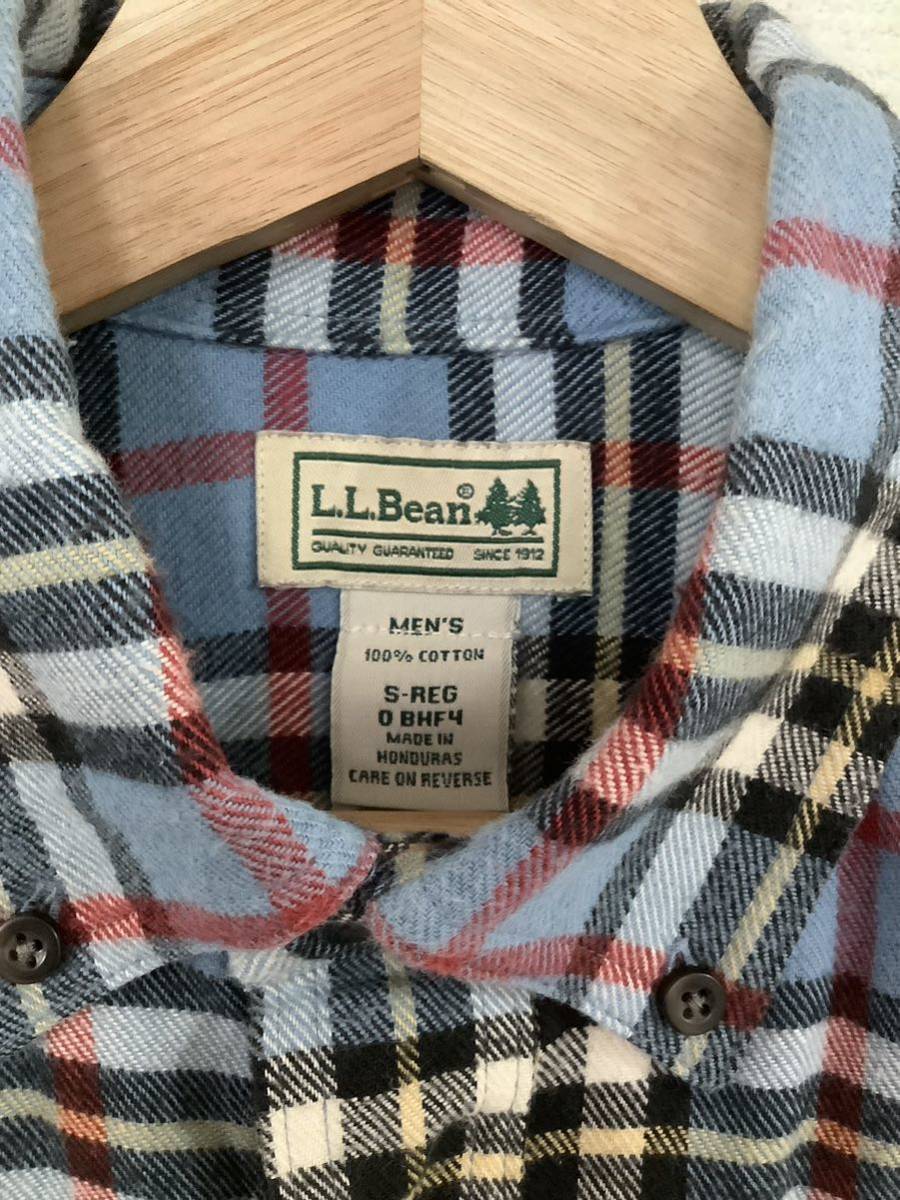 L.L.Bean®
QUALITY GUARANTEED SINCE 1912
MEN'S
100% COTTON
S-REG
0 BHF4
MADE IN
HONDURAS
CARE ON REVERSE